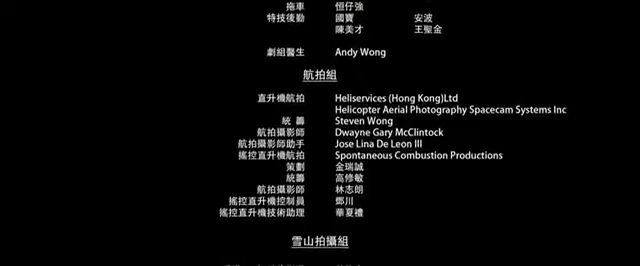 拖車 恒仔強
特技後勤 國寶 安波
陳美才 王聖金
劇組醫生 Andy Wong
航拍組
直升機航拍 Heliservices (Hong Kong)Ltd
Helicopter Aerial Photography Spacecam Systems Inc
統籌 Steven Wong
航拍攝影師 Dwayne Gary McClintock
航拍攝影師助手 Jose Lina De Leon III
搖控直升機航拍 Spontaneous Combustion Productions
策劃 金瑞誠
統籌 高修敏
航拍攝影師 林志朗
搖控直升機控制員 鄭川
搖控直升機技術助理 華夏禮
雪山拍攝組